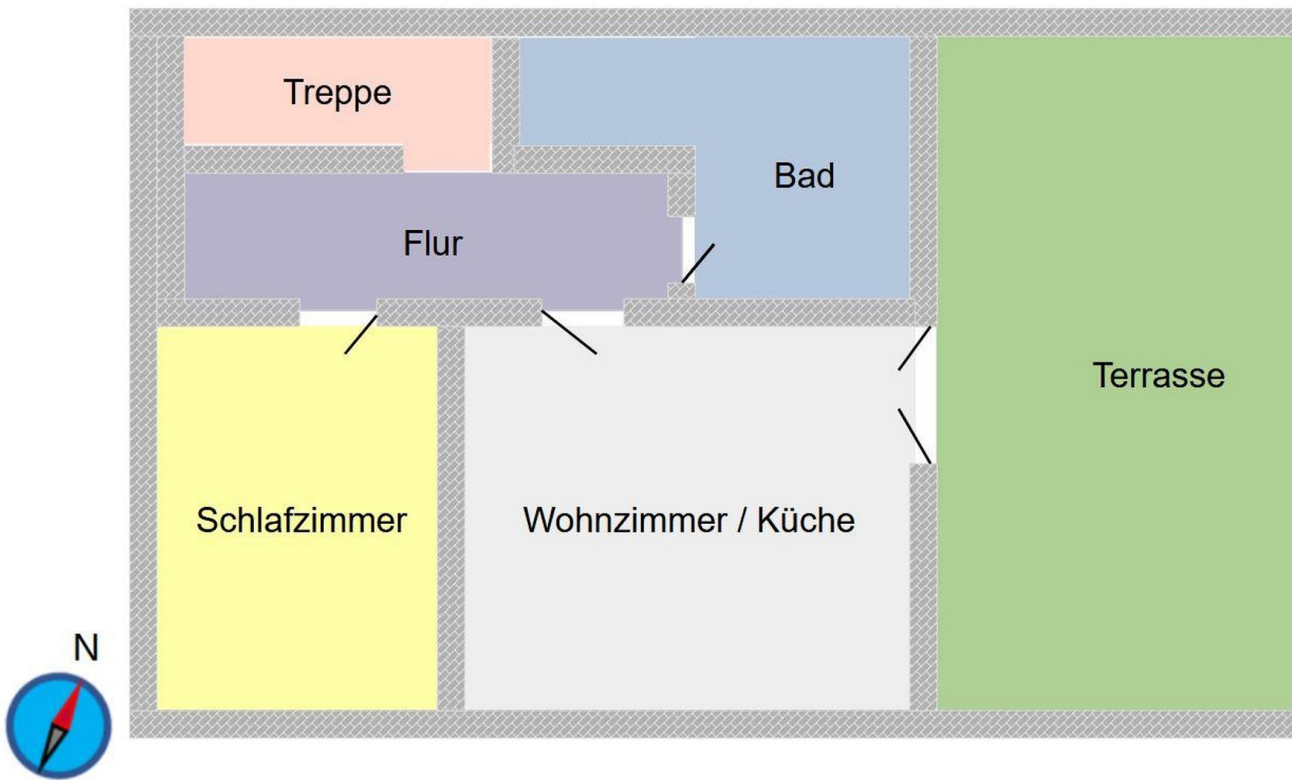 Treppe
Bad
Flur
Terrasse
Schlafzimmer
Wohnzimmer / Küche
N